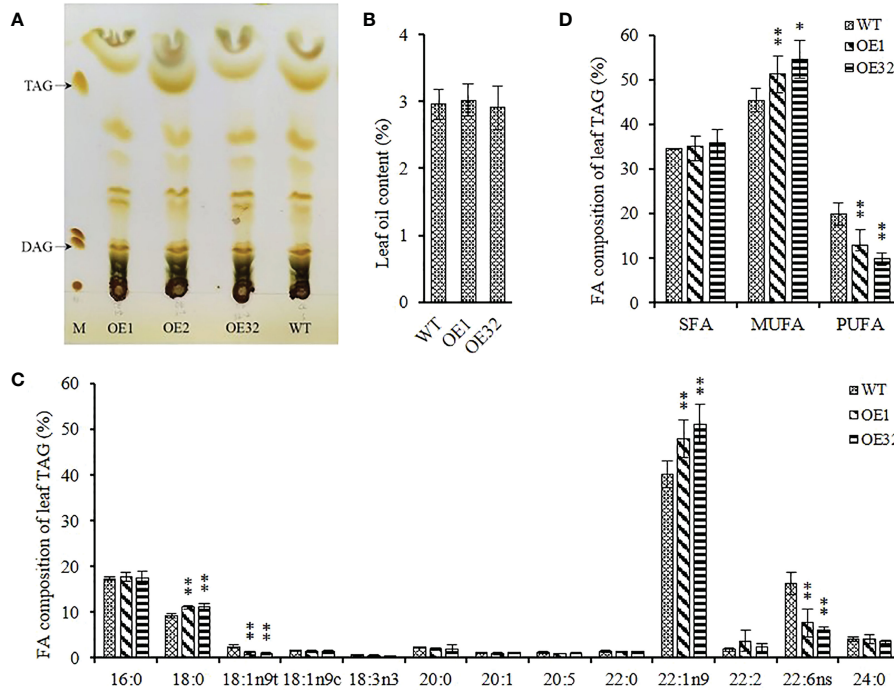 A
TAG
DAG
M OE1 OE2 OE32 WT
B
Leaf oil content (%)
4
3
2
1
0
WT OE1 OE32
D
FA composition of leaf TAG (%)
60
50
40
30
20
10
0
** *
**
**
SFA MUFA PUFA
WT
OE1
OE32
C
FA composition of leaf TAG (%)
60
50
40
30
20
10
0
** **
** **
** **
** **
16:0 18:0 18:1n9t 18:1n9c 18:3n3 20:0 20:1 20:5 22:0 22:1n9 22:2 22:6ns 24:0
WT
OE1
OE32